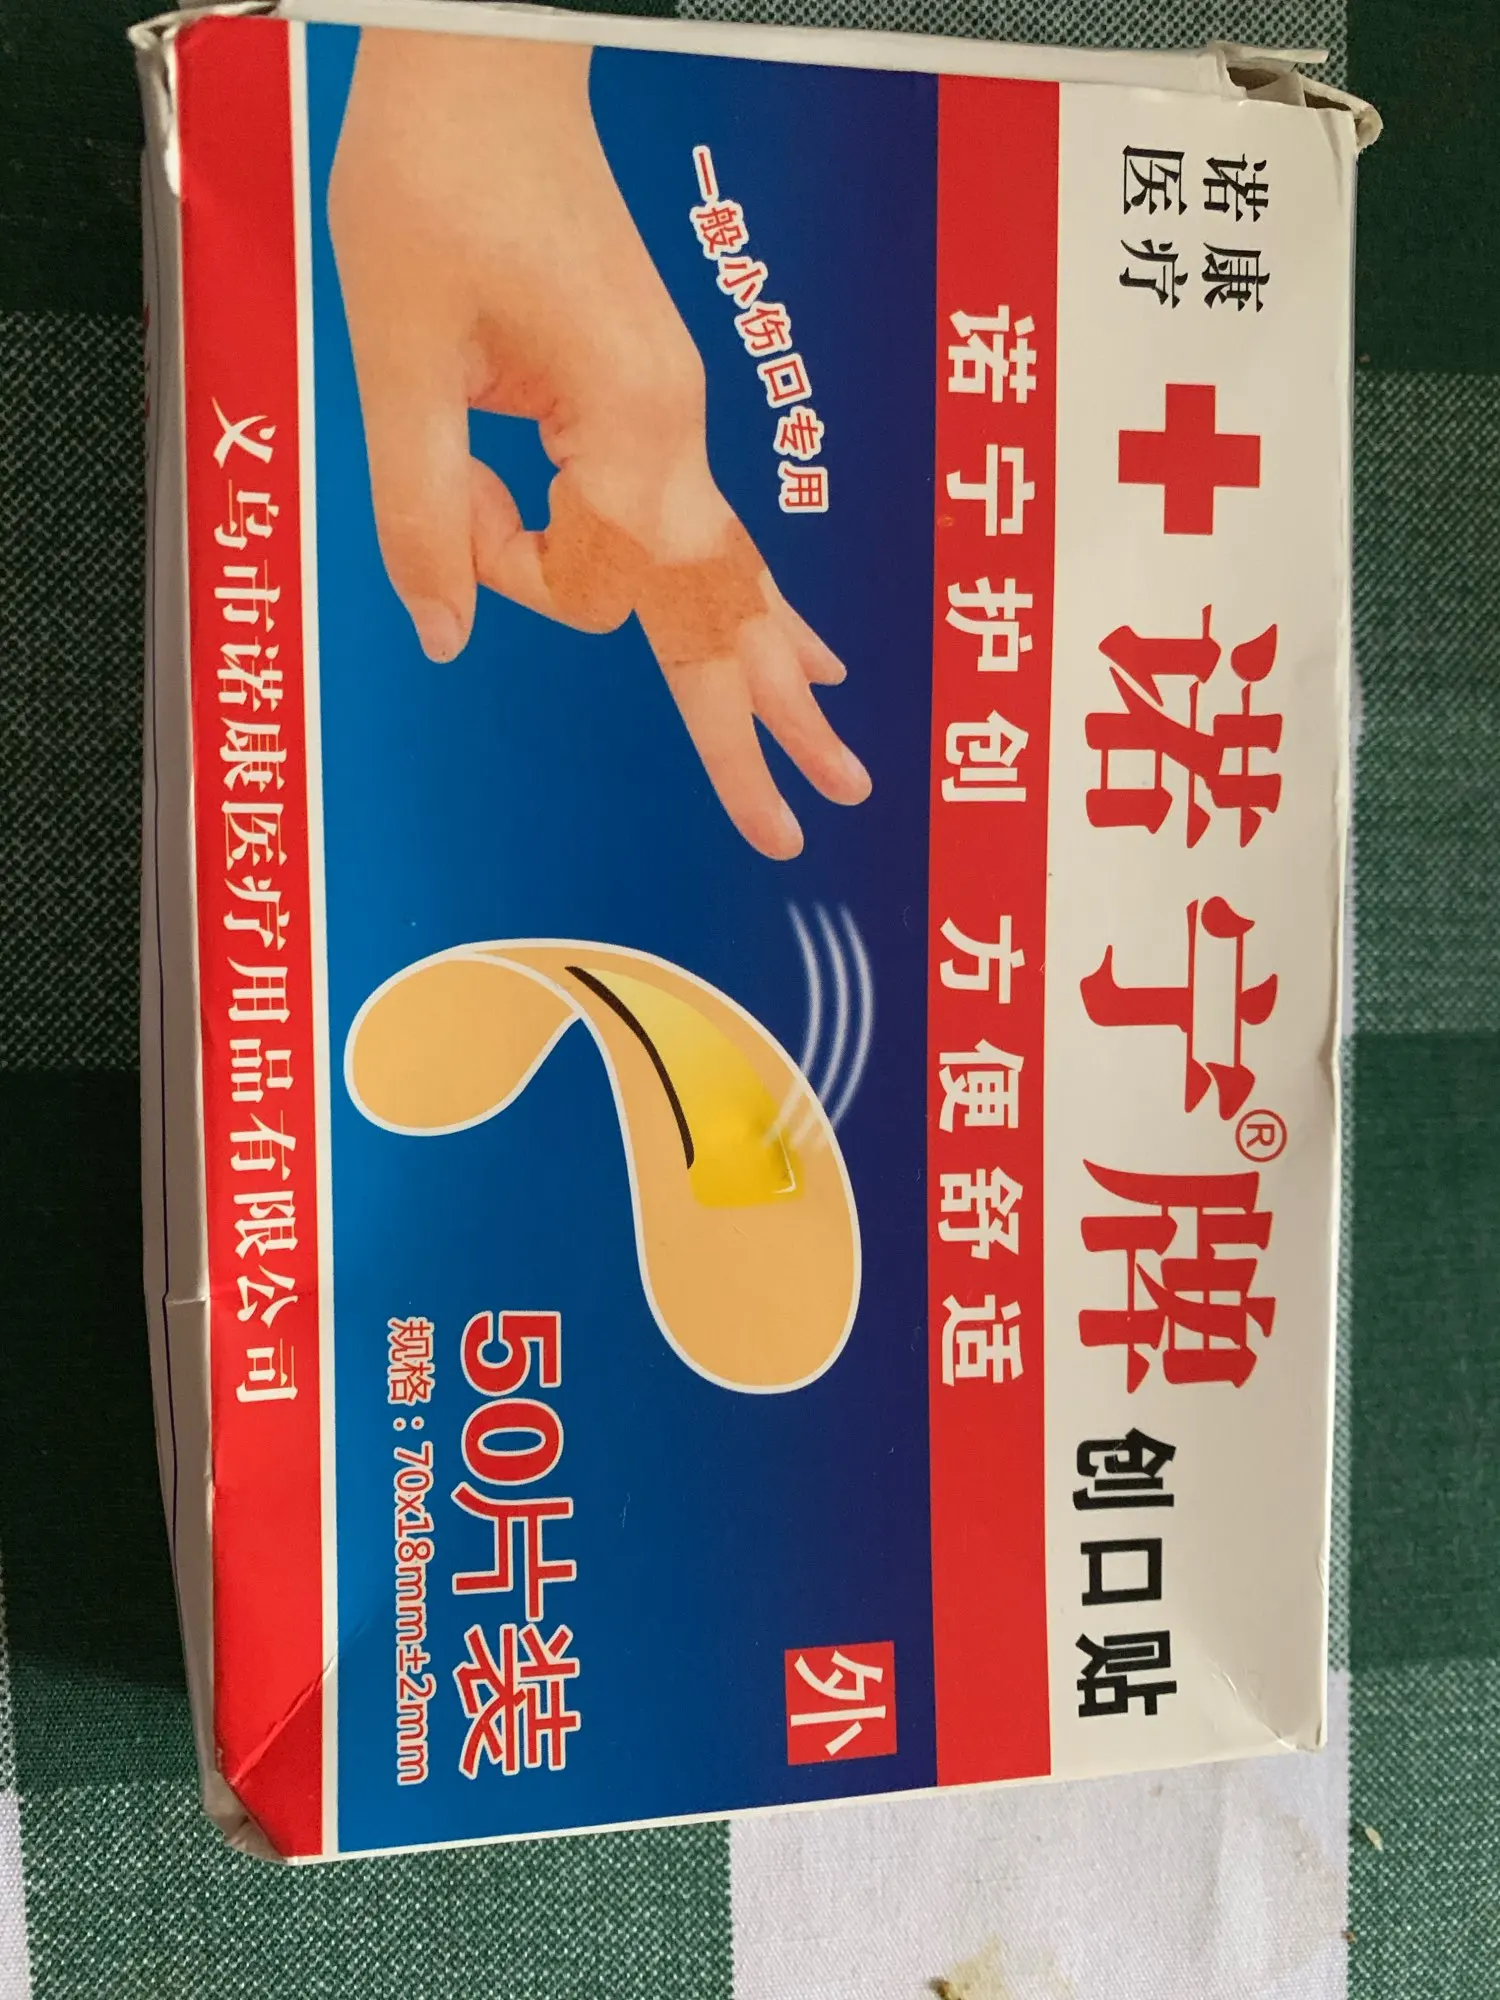 诺康
医疗
诺宁®牌 创口贴
诺宁护创 方便舒适
一般小伤口专用
外
50片装
规格：70x18mm±2mm
义乌市诺康医疗用品有限公司